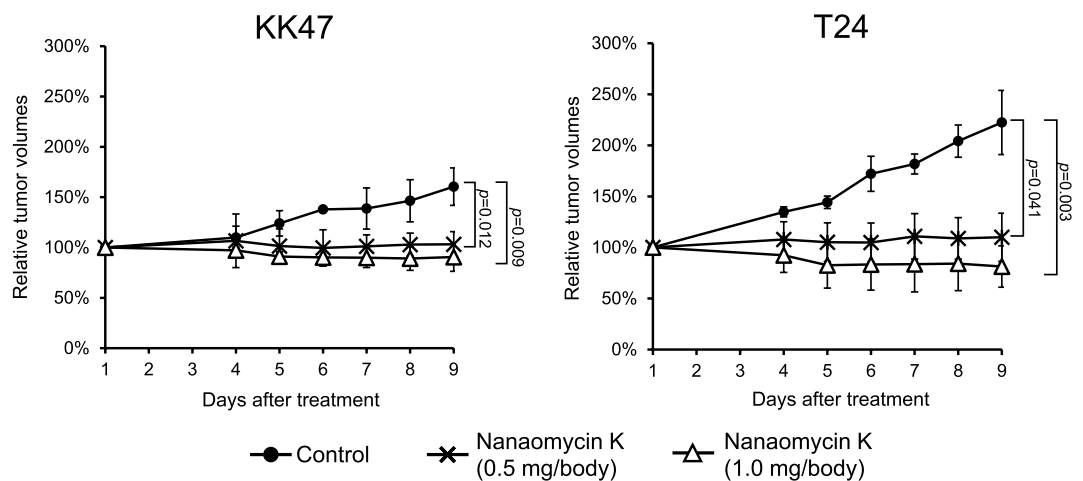 KK47
300%
250%
200%
150%
100%
50%
0%
Relative tumor volumes
1 2 3 4 5 6 7 8 9
Days after treatment
p=0.012
p=0.009
T24
300%
250%
200%
150%
100%
50%
0%
Relative tumor volumes
1 2 3 4 5 6 7 8 9
Days after treatment
p=0.041
p=0.003
Control
Nanaomycin K
(0.5 mg/body)
Nanaomycin K
(1.0 mg/body)